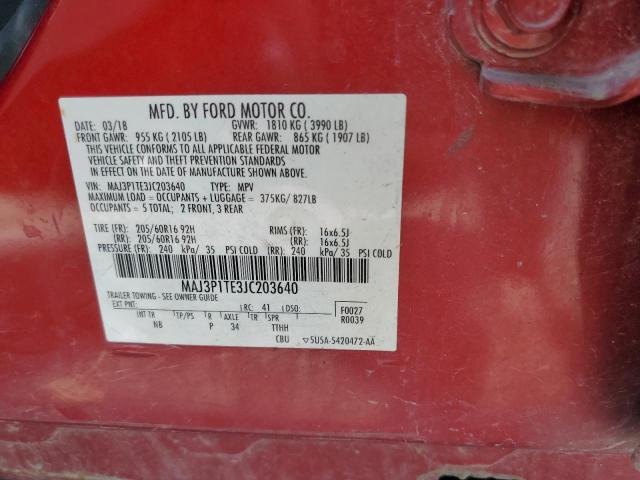 MFD. BY FORD MOTOR CO.
DATE: 03/18 GVWR: 1810 KG ( 3990 LB)
FRONT GAWR: 955 KG ( 2105 LB) REAR GAWR: 865 KG ( 1907 LB)
THIS VEHICLE CONFORMS TO ALL APPLICABLE FEDERAL MOTOR
VEHICLE SAFETY AND THEFT PREVENTION STANDARDS
IN EFFECT ON THE DATE OF MANUFACTURE SHOWN ABOVE.
VIN: MAJ3P1TE3JC203640 TYPE: MPV
MAXIMUM LOAD = OCCUPANTS + LUGGAGE = 375KG/ 827LB
OCCUPANTS = 5 TOTAL; 2 FRONT, 3 REAR
TIRE (FR): 205/60R16 92H RIMS (FR): 16x6.5J
(RR): 205/60R16 92H (RR): 16x6.5J
PRESSURE (FR): 240 kPa/ 35 PSI COLD (RR): 240 kPa/ 35 PSI COLD
MAJ3P1TE3JC203640
TRAILER TOWING - SEE OWNER GUIDE
EXT PNT: RC: 41 DSO: F0027
R0039
INT TR TP/PS R AXLE TR SPR
NB P 34 TTHH
CBU ▽5U5A-5420472-AA